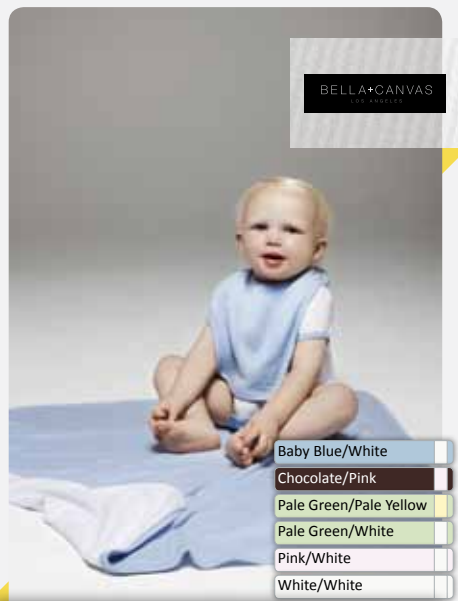 BELLA+CANVAS
LOS ANGELES
Baby Blue/White
Chocolate/Pink
Pale Green/Pale Yellow
Pale Green/White
Pink/White
White/White